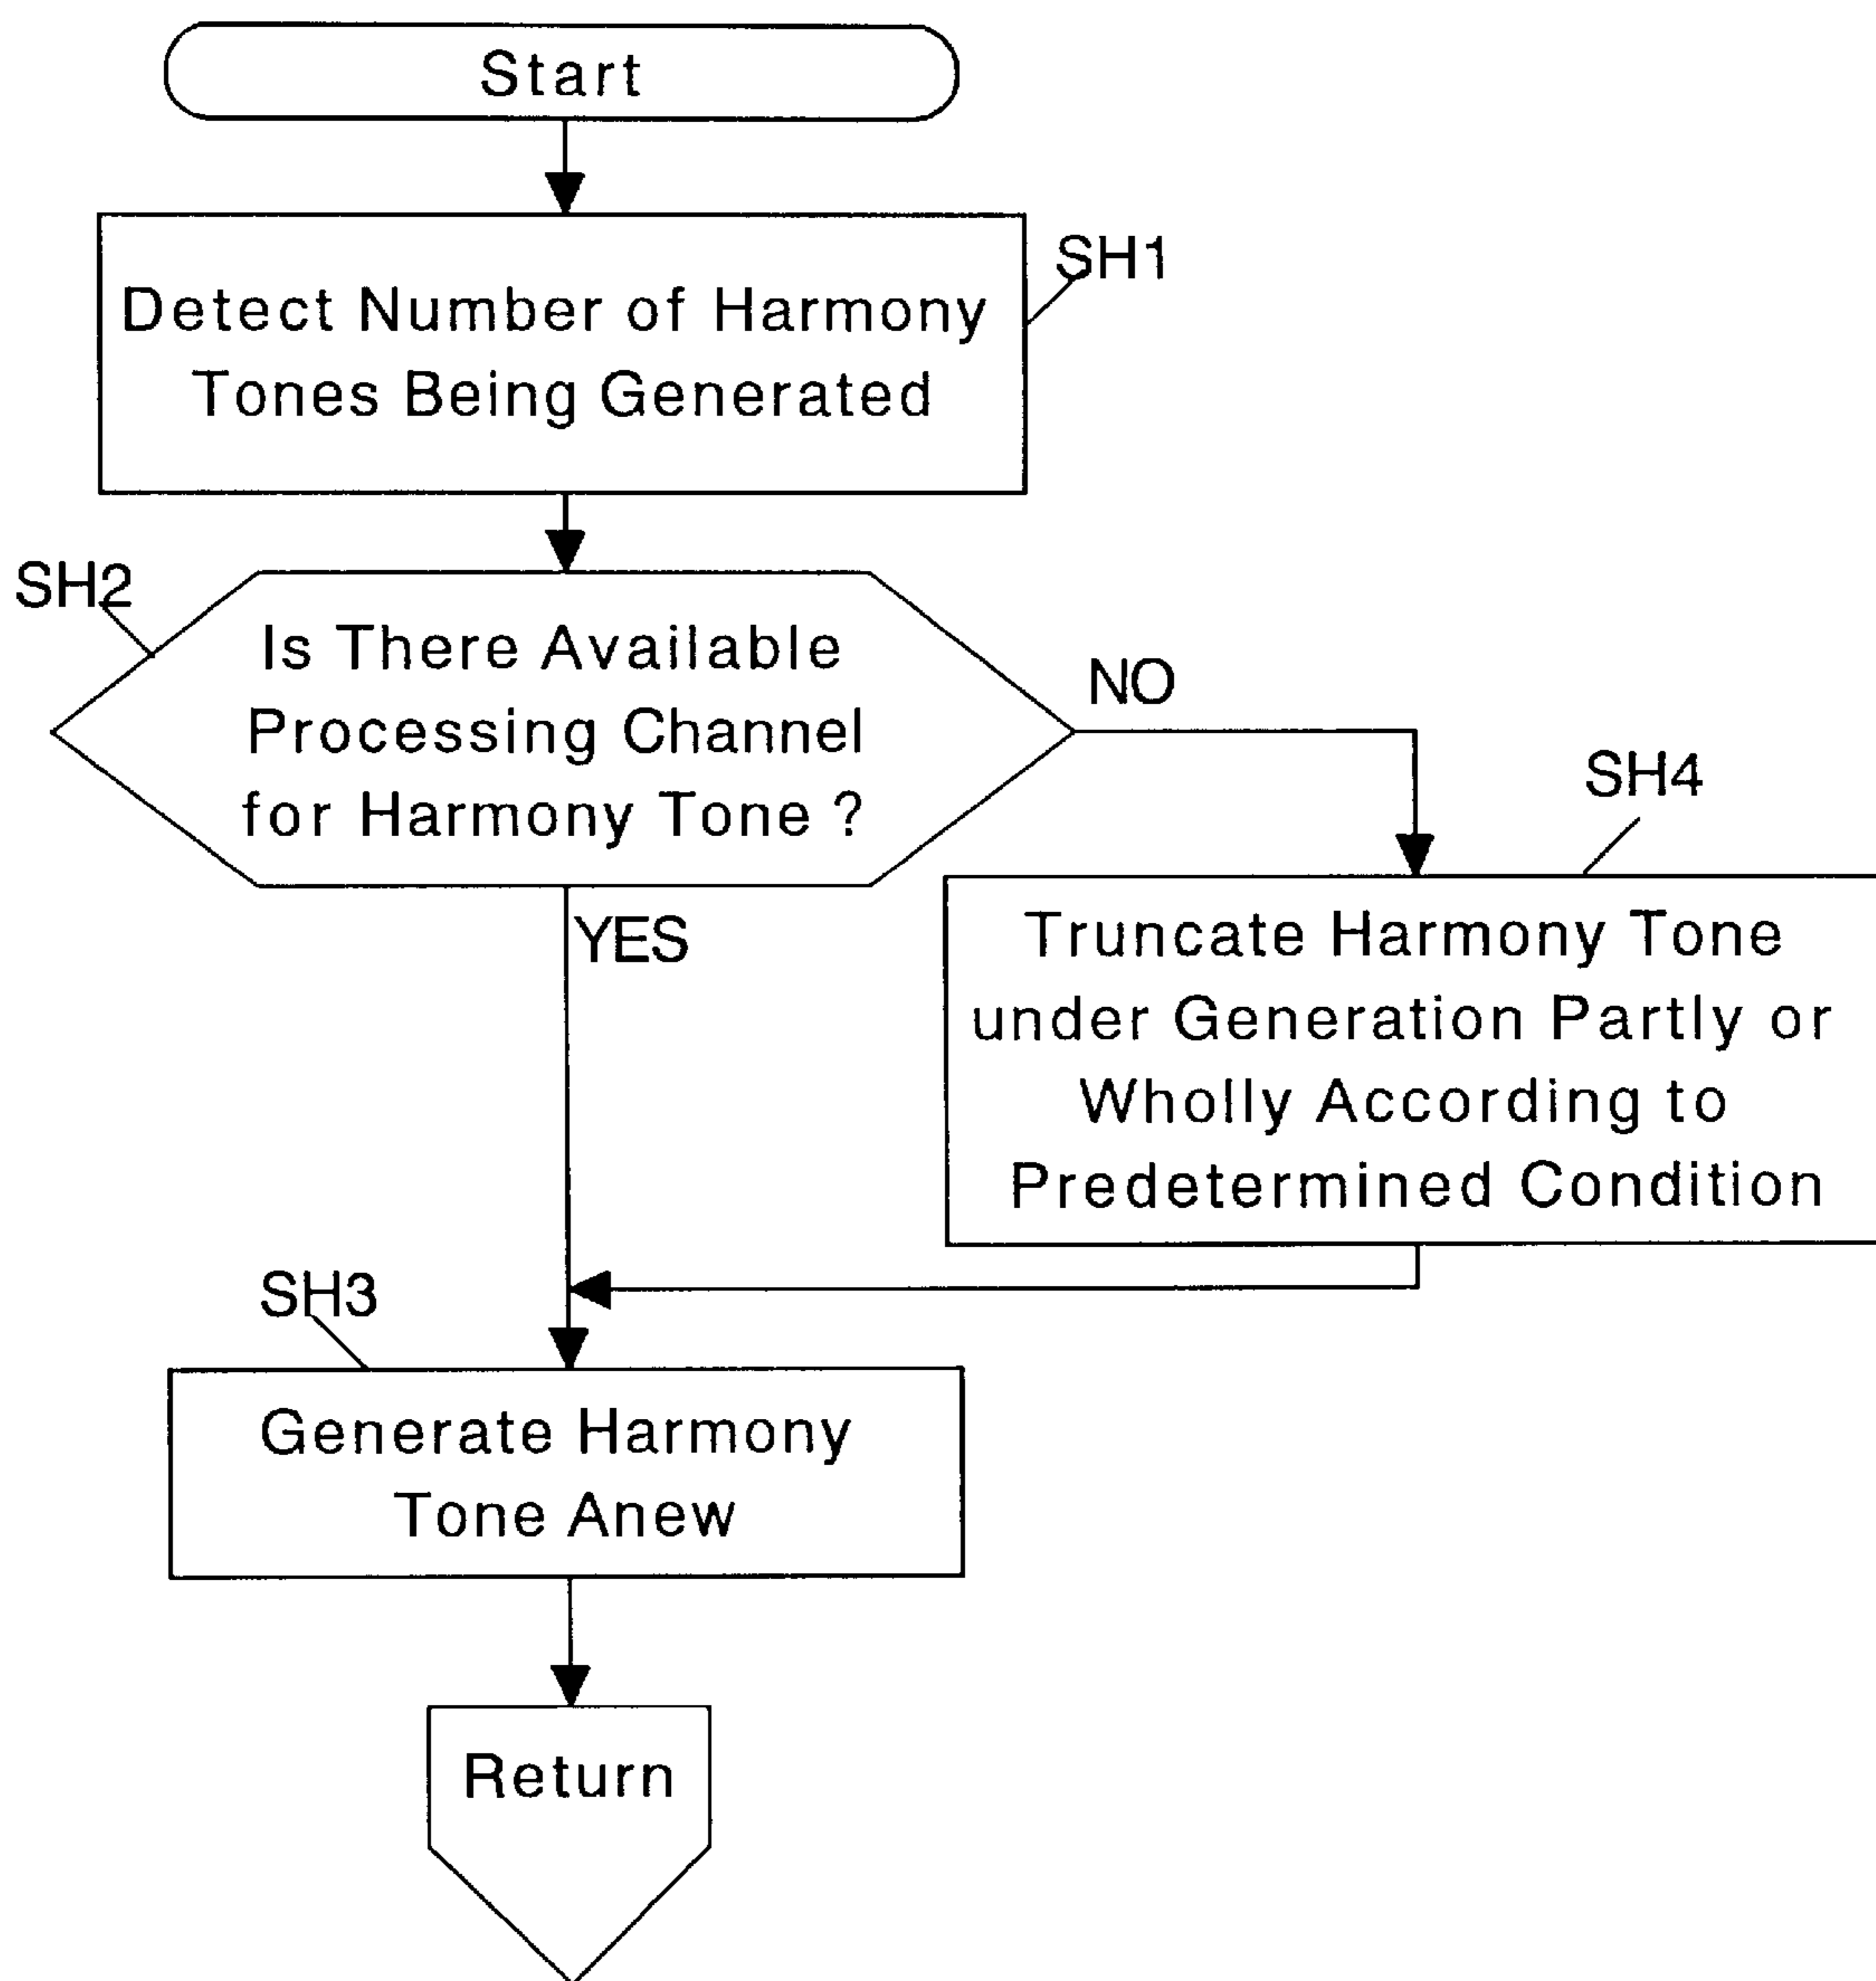 Start
SH1
Detect Number of Harmony
Tones Being Generated
SH2
Is There Available
Processing Channel
for Harmony Tone ?
NO
YES
SH4
Truncate Harmony Tone
under Generation Partly or
Wholly According to
Predetermined Condition
SH3
Generate Harmony
Tone Anew
Return